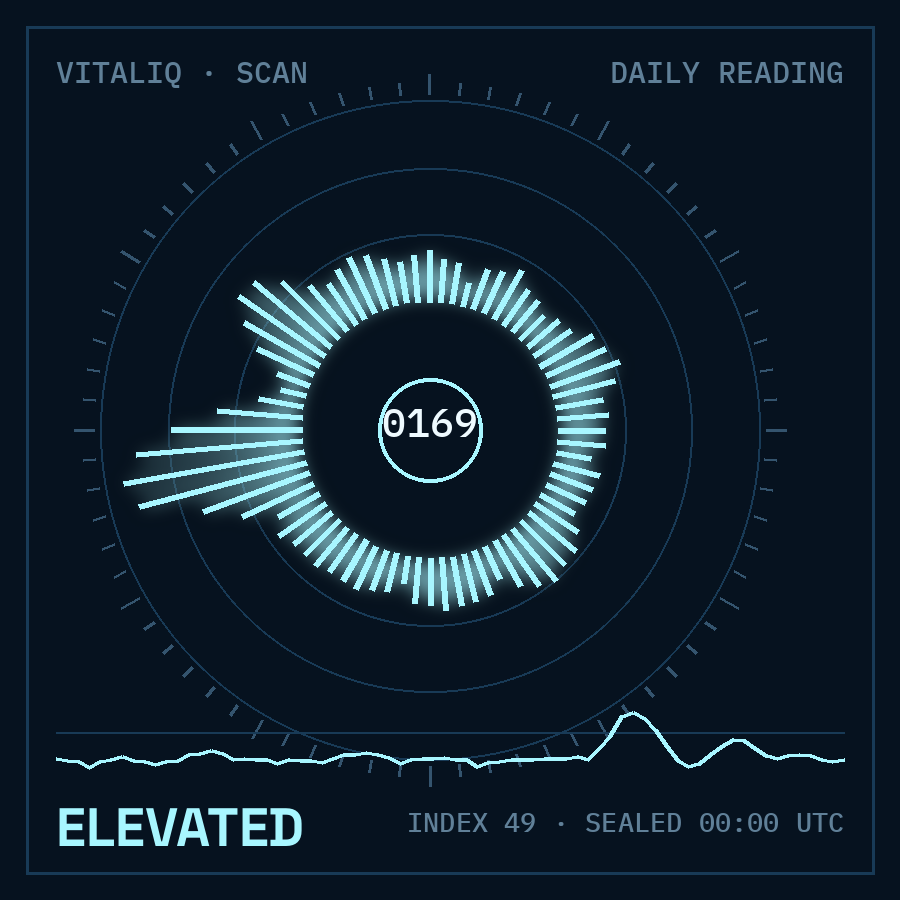 VITALIQ · SCAN
DAILY READING
0169
ELEVATED
INDEX 49 · SEALED 00:00 UTC